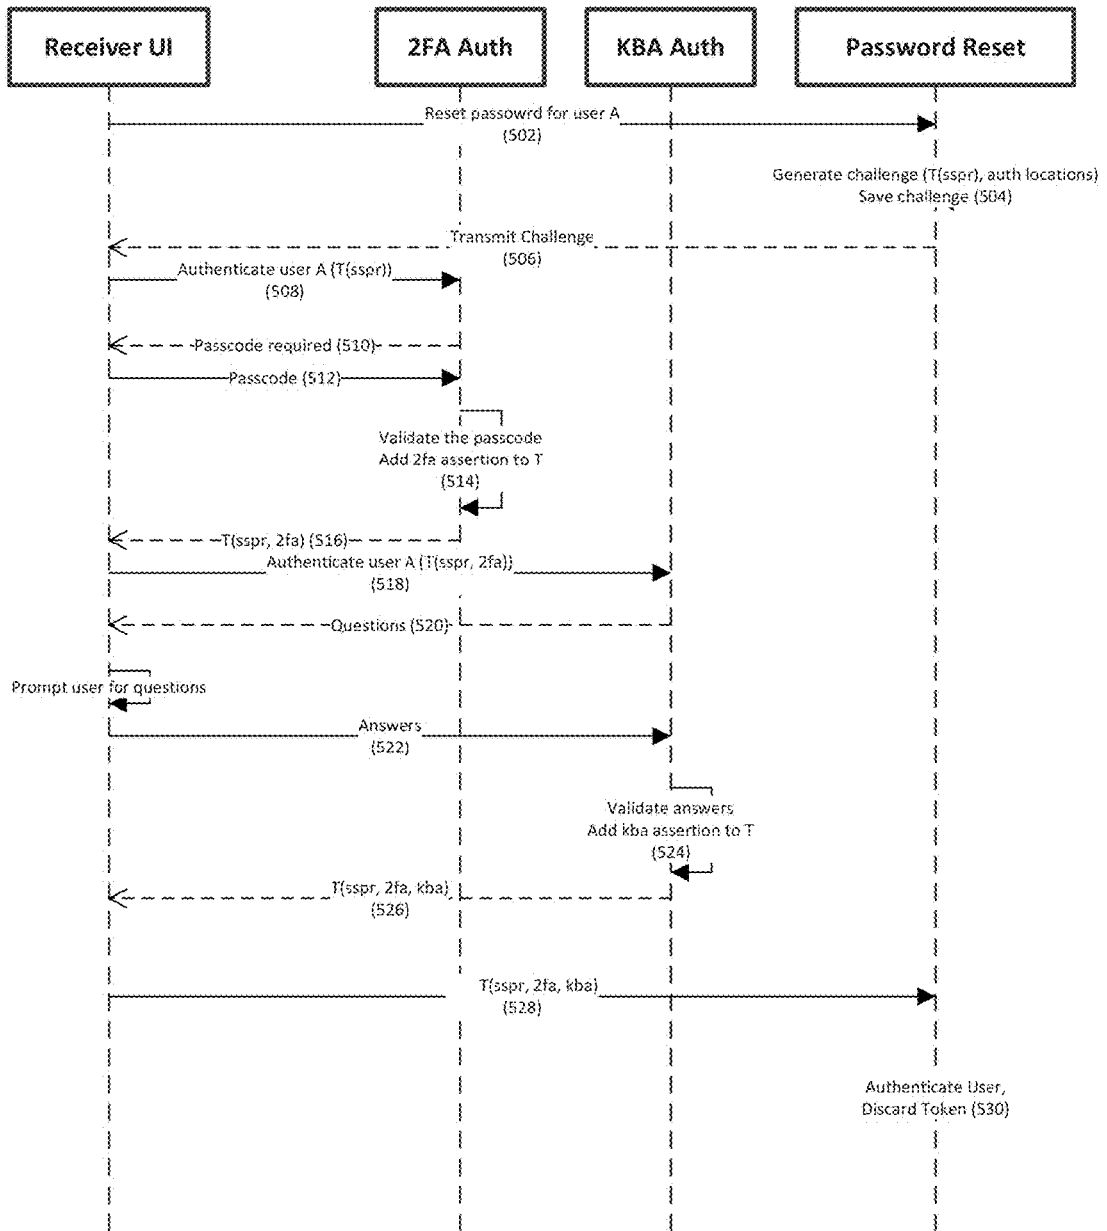 Receiver UI
2FA Auth
KBA Auth
Password Reset
Reset passowrd for user A
(502)
Generate challenge (T(sspr), auth locations)
Save challenge (504)
Transmit Challenge
(506)
Authenticate user A (T(sspr))
(508)
Passcode required (510)
Passcode (512)
Validate the passcode
Add 2fa assertion to T
(514)
T(sspr, 2fa) (516)
Authenticate user A (T(sspr, 2fa))
(518)
Questions (520)
Prompt user for questions
Answers
(522)
Validate answers
Add kba assertion to T
(524)
T(sspr, 2fa, kba)
(526)
T(sspr, 2fa, kba)
(528)
Authenticate User,
Discard Token (530)